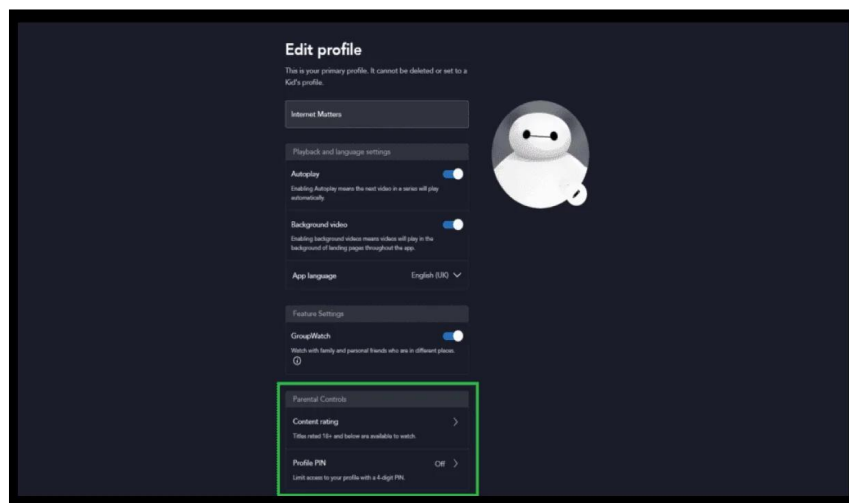 Edit profile
This is your primary profile. It cannot be deleted or set to a
Kid's profile.
Internet Matters
Playback and language settings
Autoplay
Enabling Autoplay means the next video in a series will play
automatically.
Background video
Enabling background videos means videos will play in the
background of landing pages throughout the app.
App language English (UK)
Feature Settings
GroupWatch
Watch with family and personal friends who are in different places.
Parental Controls
Content rating
Titles rated 18+ and below are available to watch.
Profile PIN Off
Limit access to your profile with a 4-digit PIN.